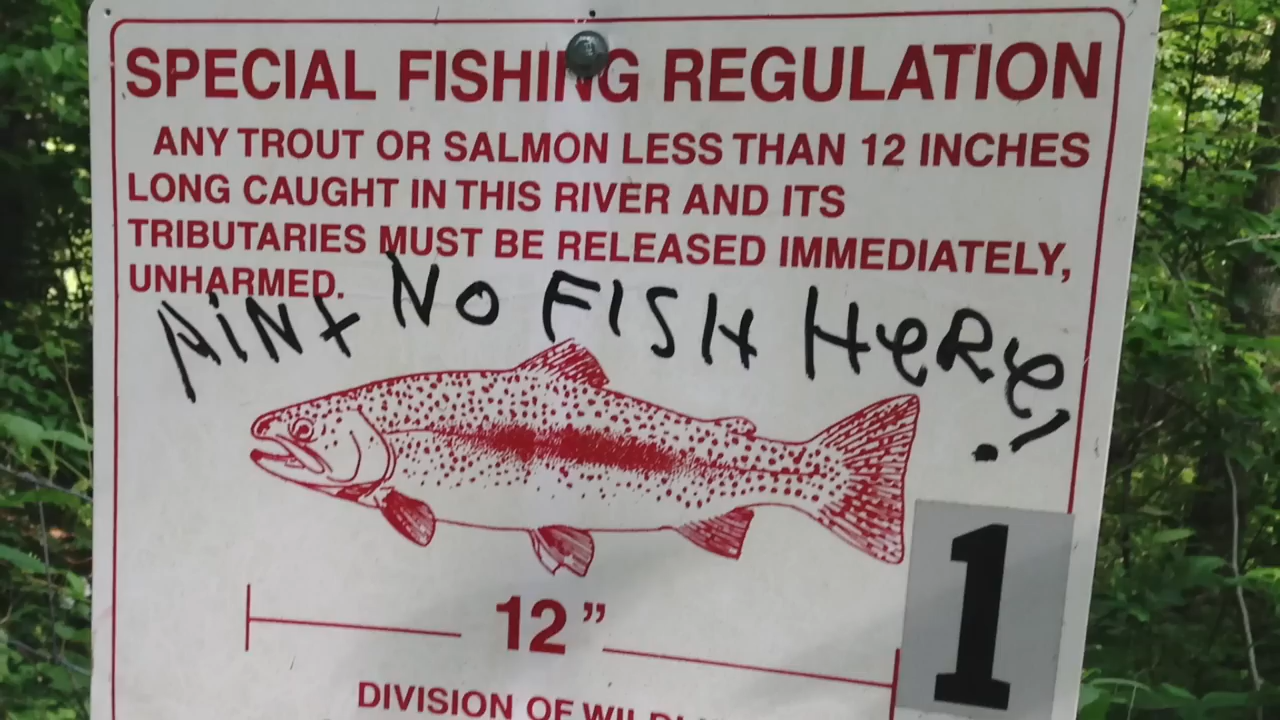 SPECIAL FISHING REGULATION
ANY TROUT OR SALMON LESS THAN 12 INCHES
LONG CAUGHT IN THIS RIVER AND ITS
TRIBUTARIES MUST BE RELEASED IMMEDIATELY,
UNHARMED.
AiNt NO FISH HeRe!
12”
1
DIVISION OF